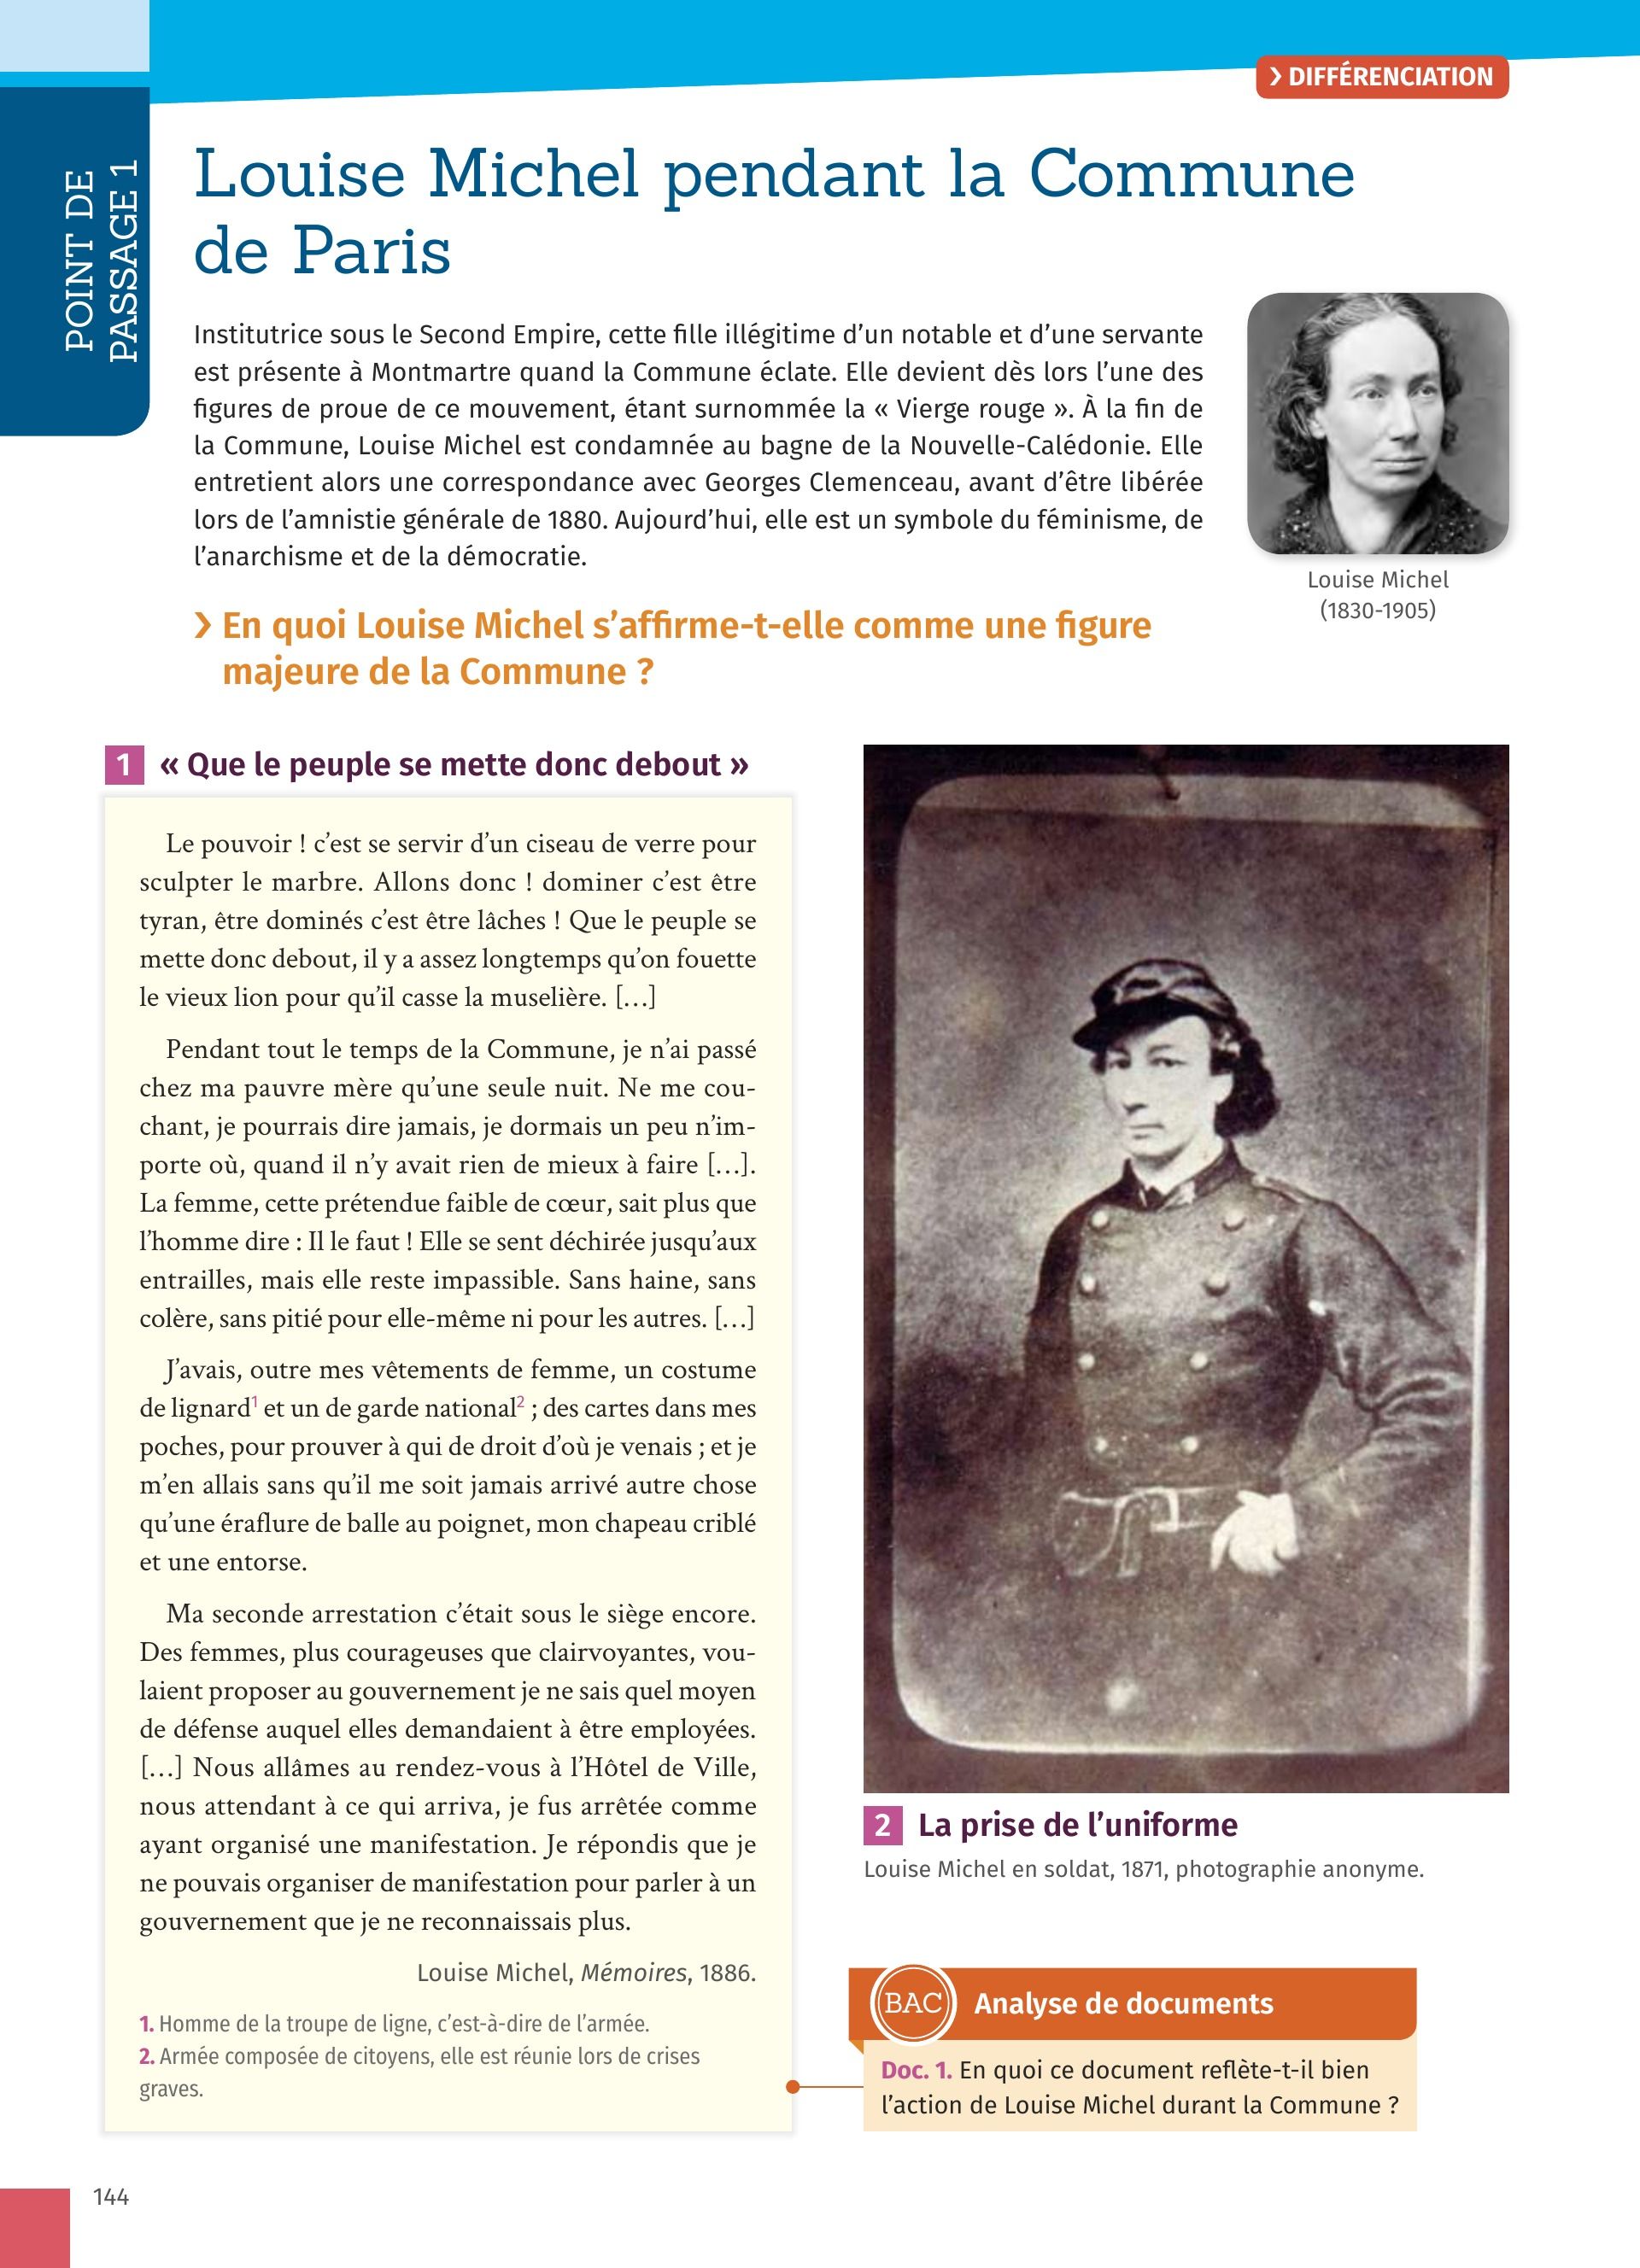 › DIFFÉRENCIATION
POINT DE
PASSAGE 1
Louise Michel pendant la Commune
de Paris
Institutrice sous le Second Empire, cette fille illégitime d’un notable et d’une servante
est présente à Montmartre quand la Commune éclate. Elle devient dès lors l’une des
figures de proue de ce mouvement, étant surnommée la « Vierge rouge ». À la fin de
la Commune, Louise Michel est condamnée au bagne de la Nouvelle-Calédonie. Elle
entretient alors une correspondance avec Georges Clemenceau, avant d’être libérée
lors de l’amnistie générale de 1880. Aujourd’hui, elle est un symbole du féminisme, de
l’anarchisme et de la démocratie.
Louise Michel
(1830-1905)
› En quoi Louise Michel s’affirme-t-elle comme une figure
majeure de la Commune ?
1 « Que le peuple se mette donc debout »
Le pouvoir ! c’est se servir d’un ciseau de verre pour
sculpter le marbre. Allons donc ! dominer c’est être
tyran, être dominés c’est être lâches ! Que le peuple se
mette donc debout, il y a assez longtemps qu’on fouette
le vieux lion pour qu’il casse la muselière. […]
Pendant tout le temps de la Commune, je n’ai passé
chez ma pauvre mère qu’une seule nuit. Ne me cou-
chant, je pourrais dire jamais, je dormais un peu n’im-
porte où, quand il n’y avait rien de mieux à faire […].
La femme, cette prétendue faible de cœur, sait plus que
l’homme dire : Il le faut ! Elle se sent déchirée jusqu’aux
entrailles, mais elle reste impassible. Sans haine, sans
colère, sans pitié pour elle-même ni pour les autres. […]
J’avais, outre mes vêtements de femme, un costume
de lignard1 et un de garde national2 ; des cartes dans mes
poches, pour prouver à qui de droit d’où je venais ; et je
m’en allais sans qu’il me soit jamais arrivé autre chose
qu’une éraflure de balle au poignet, mon chapeau criblé
et une entorse.
Ma seconde arrestation c’était sous le siège encore.
Des femmes, plus courageuses que clairvoyantes, vou-
laient proposer au gouvernement je ne sais quel moyen
de défense auquel elles demandaient à être employées.
[…] Nous allâmes au rendez-vous à l’Hôtel de Ville,
nous attendant à ce qui arriva, je fus arrêtée comme
ayant organisé une manifestation. Je répondis que je
ne pouvais organiser de manifestation pour parler à un
gouvernement que je ne reconnaissais plus.
Louise Michel, Mémoires, 1886.
1. Homme de la troupe de ligne, c’est-à-dire de l’armée.
2. Armée composée de citoyens, elle est réunie lors de crises
graves.
2 La prise de l’uniforme
Louise Michel en soldat, 1871, photographie anonyme.
BAC Analyse de documents
Doc. 1. En quoi ce document reflète-t-il bien
l’action de Louise Michel durant la Commune ?
144